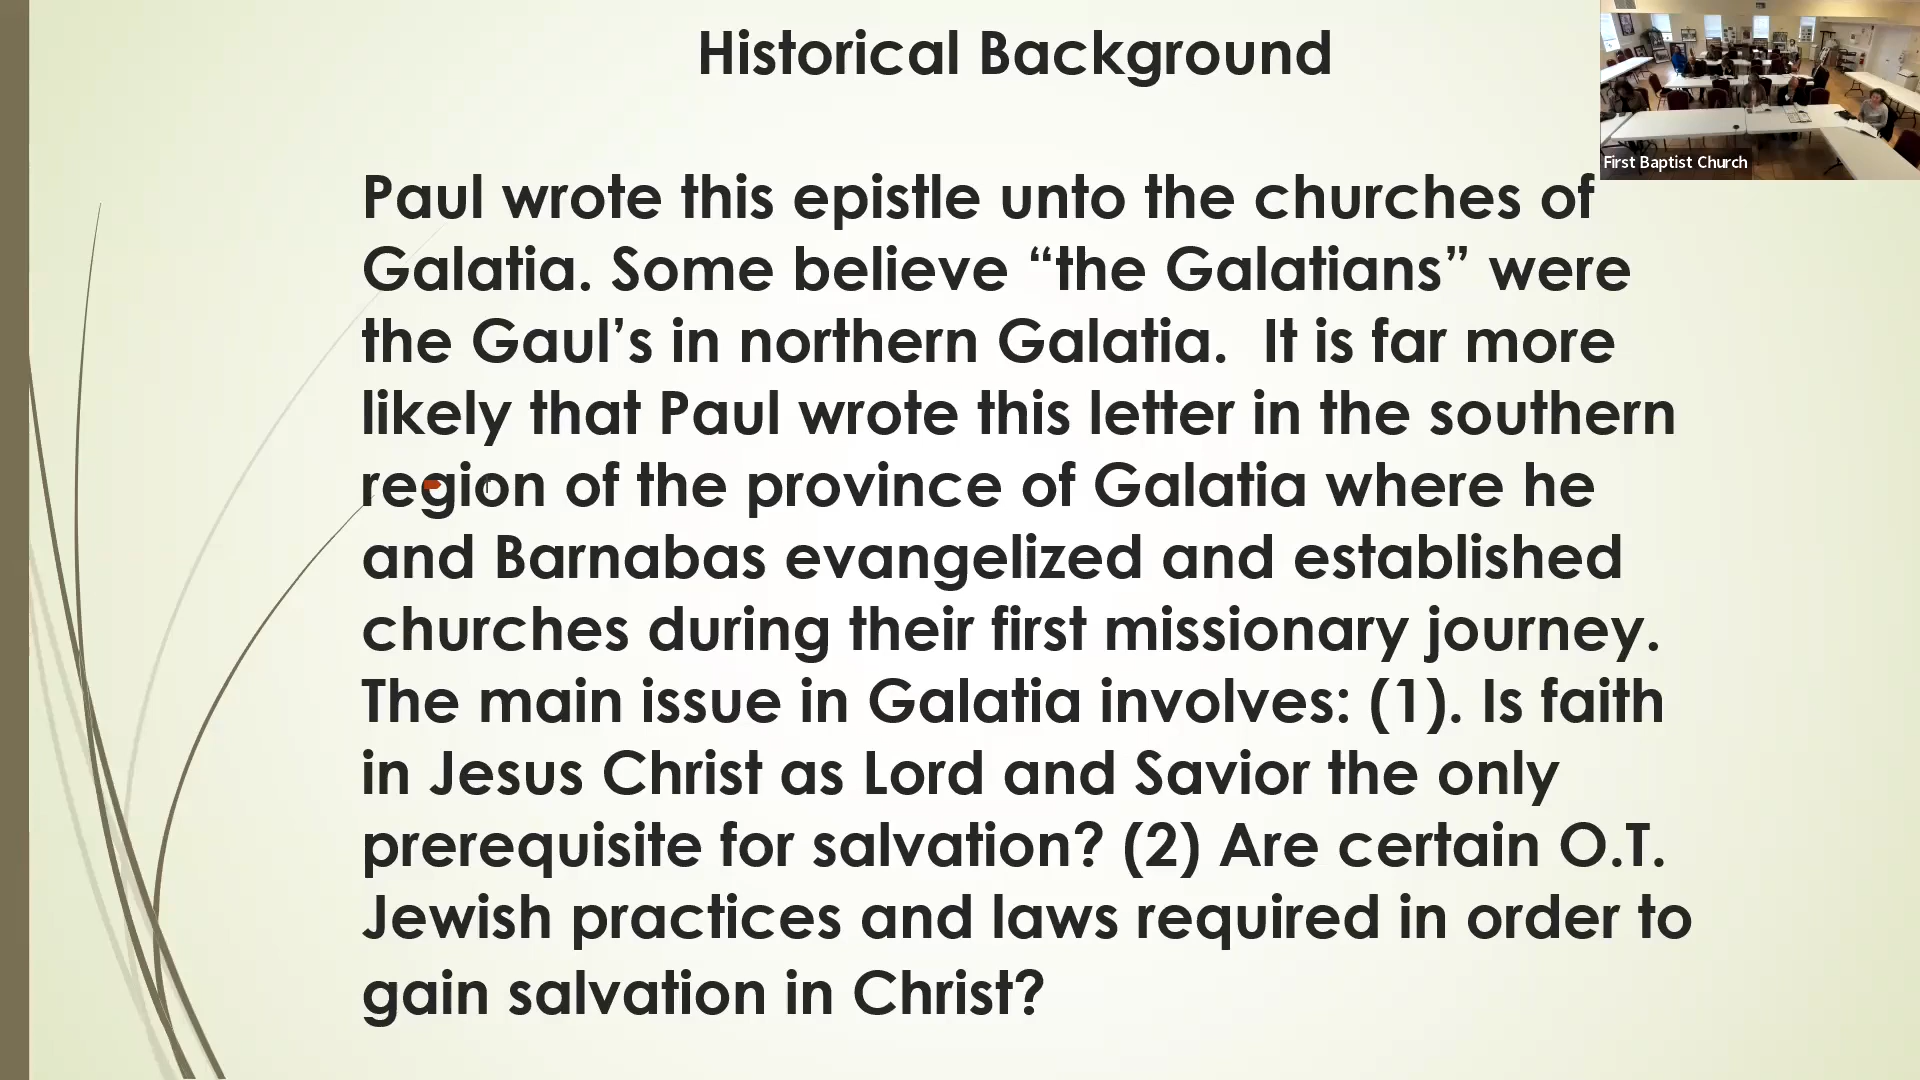 Historical Background
First Baptist Church
Paul wrote this epistle unto the churches of
Galatia. Some believe “the Galatians” were
the Gaul’s in northern Galatia.  It is far more
likely that Paul wrote this letter in the southern
region of the province of Galatia where he
and Barnabas evangelized and established
churches during their first missionary journey.
The main issue in Galatia involves: (1). Is faith
in Jesus Christ as Lord and Savior the only
prerequisite for salvation? (2) Are certain O.T.
Jewish practices and laws required in order to
gain salvation in Christ?